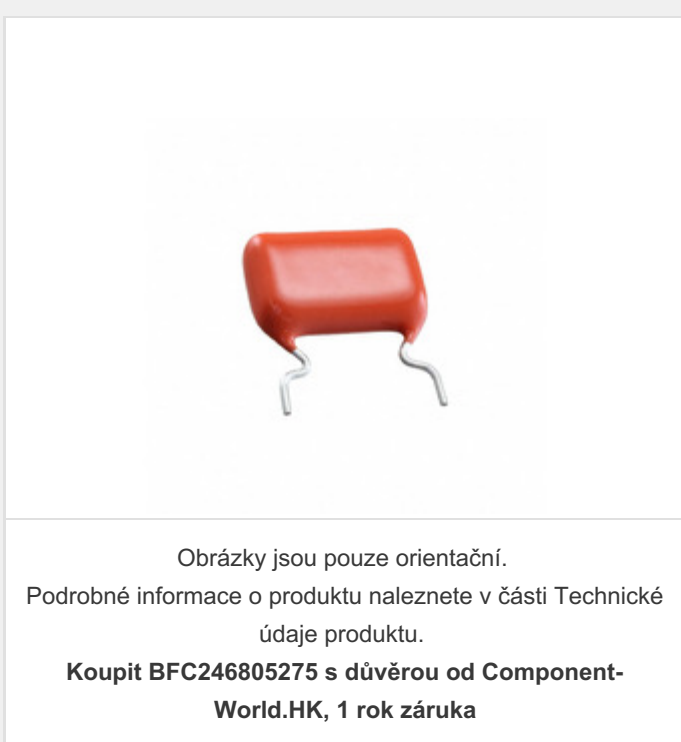 Obrázky jsou pouze orientační.
Podrobné informace o produktu naleznete v části Technické
údaje produktu.
Koupit BFC246805275 s důvěrou od Component-
World.HK, 1 rok záruka